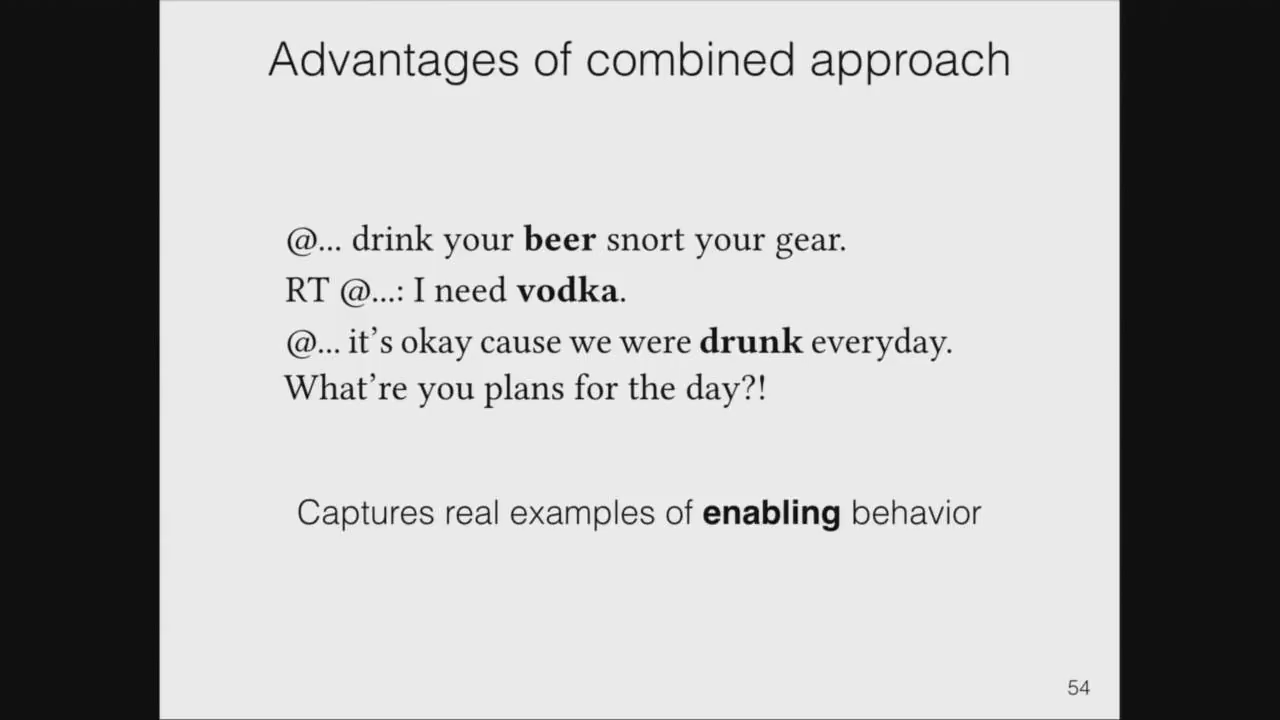 Advantages of combined approach
@... drink your beer snort your gear.
RT @...: I need vodka.
@... it's okay cause we were drunk everyday.
What're you plans for the day?!
Captures real examples of enabling behavior
54